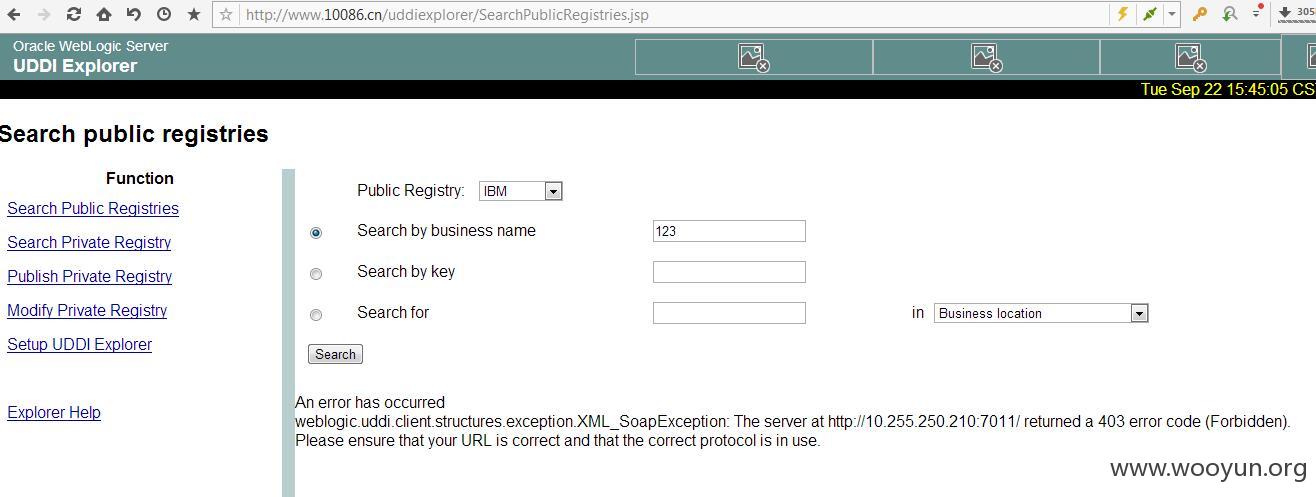 http://www.10086.cn/uddiexplorer/SearchPublicRegistries.jsp
305
Oracle WebLogic Server
UDDI Explorer
Tue Sep 22 15:45:05 CS
Search public registries
Function
Search Public Registries
Search Private Registry
Publish Private Registry
Modify Private Registry
Setup UDDI Explorer
Explorer Help
Public Registry: IBM
Search by business name 123
Search by key
Search for in Business location
Search
An error has occurred
weblogic.uddi.client.structures.exception.XML_SoapException: The server at http://10.255.250.210:7011/ returned a 403 error code (Forbidden).
Please ensure that your URL is correct and that the correct protocol is in use.
www.wooyun.org